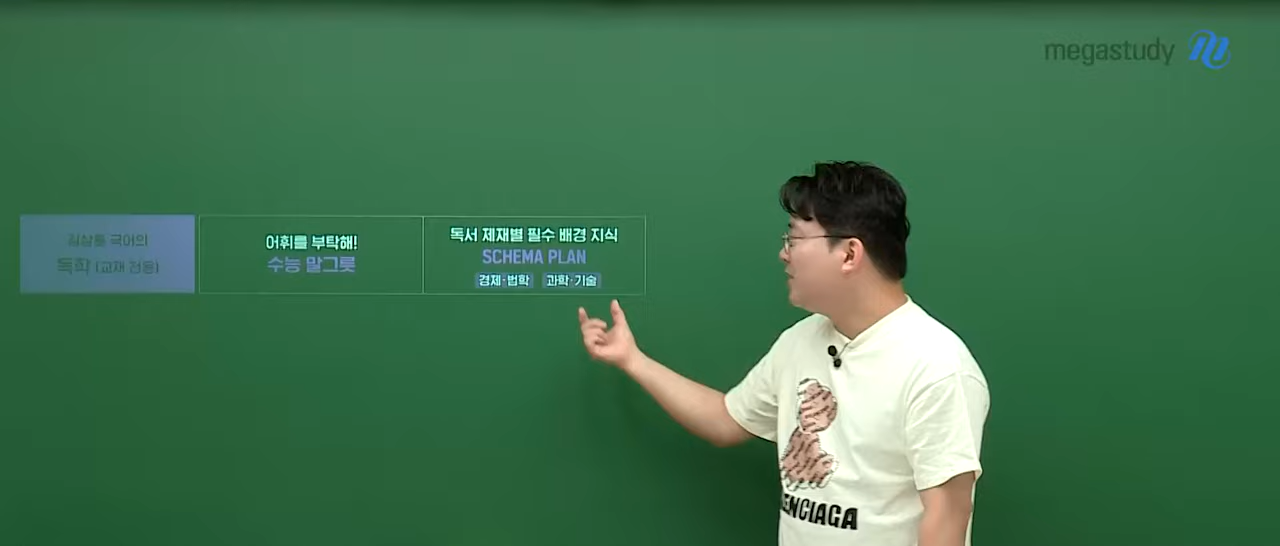 megastudy
김상훈 국어의
독학 (교재 전용)
어휘를 부탁해!
수능 말그릇
독서 제재별 필수 배경 지식
SCHEMA PLAN
경제·법학 과학·기술
ENCIAGA